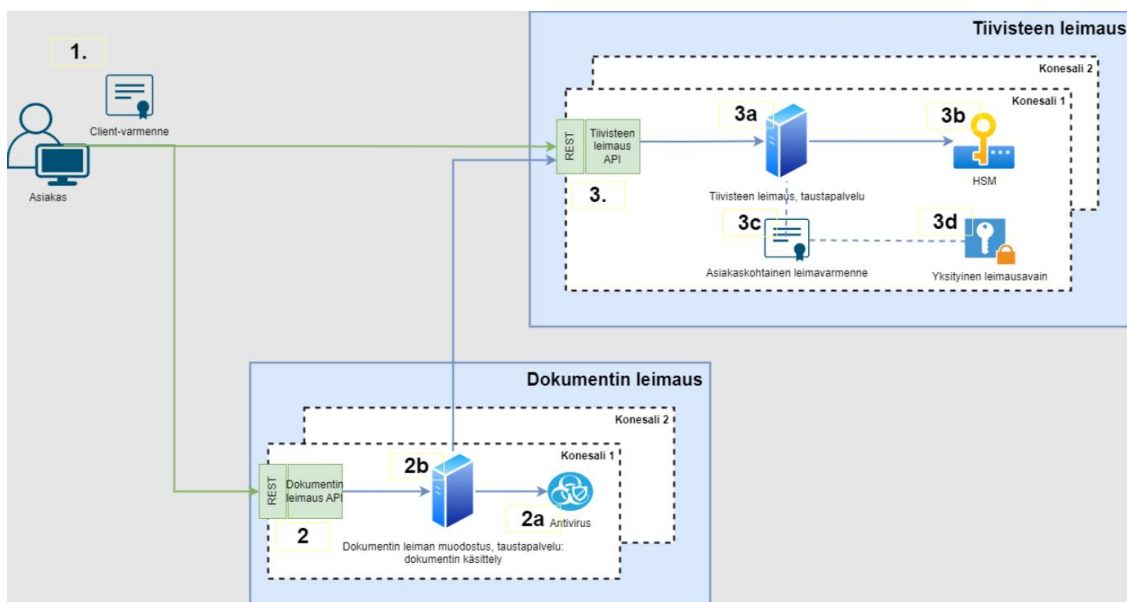 Tiivisteen leimaus
Konesali 2
Konesali 1
1.
Client-varmenne
Asiakas
REST
Tiivisteen
leimaus
API
3.
3a
Tiivisteen leimaus, taustapalvelu
3b
HSM
3c
Asiakaskohtainen leimavarmenne
3d
Yksityinen leimausavain
Dokumentin leimaus
Konesali 2
Konesali 1
REST
Dokumentin
leimaus API
2
2b
2a
Antivirus
Dokumentin leiman muodostus, taustapalvelu:
dokumentin käsittely